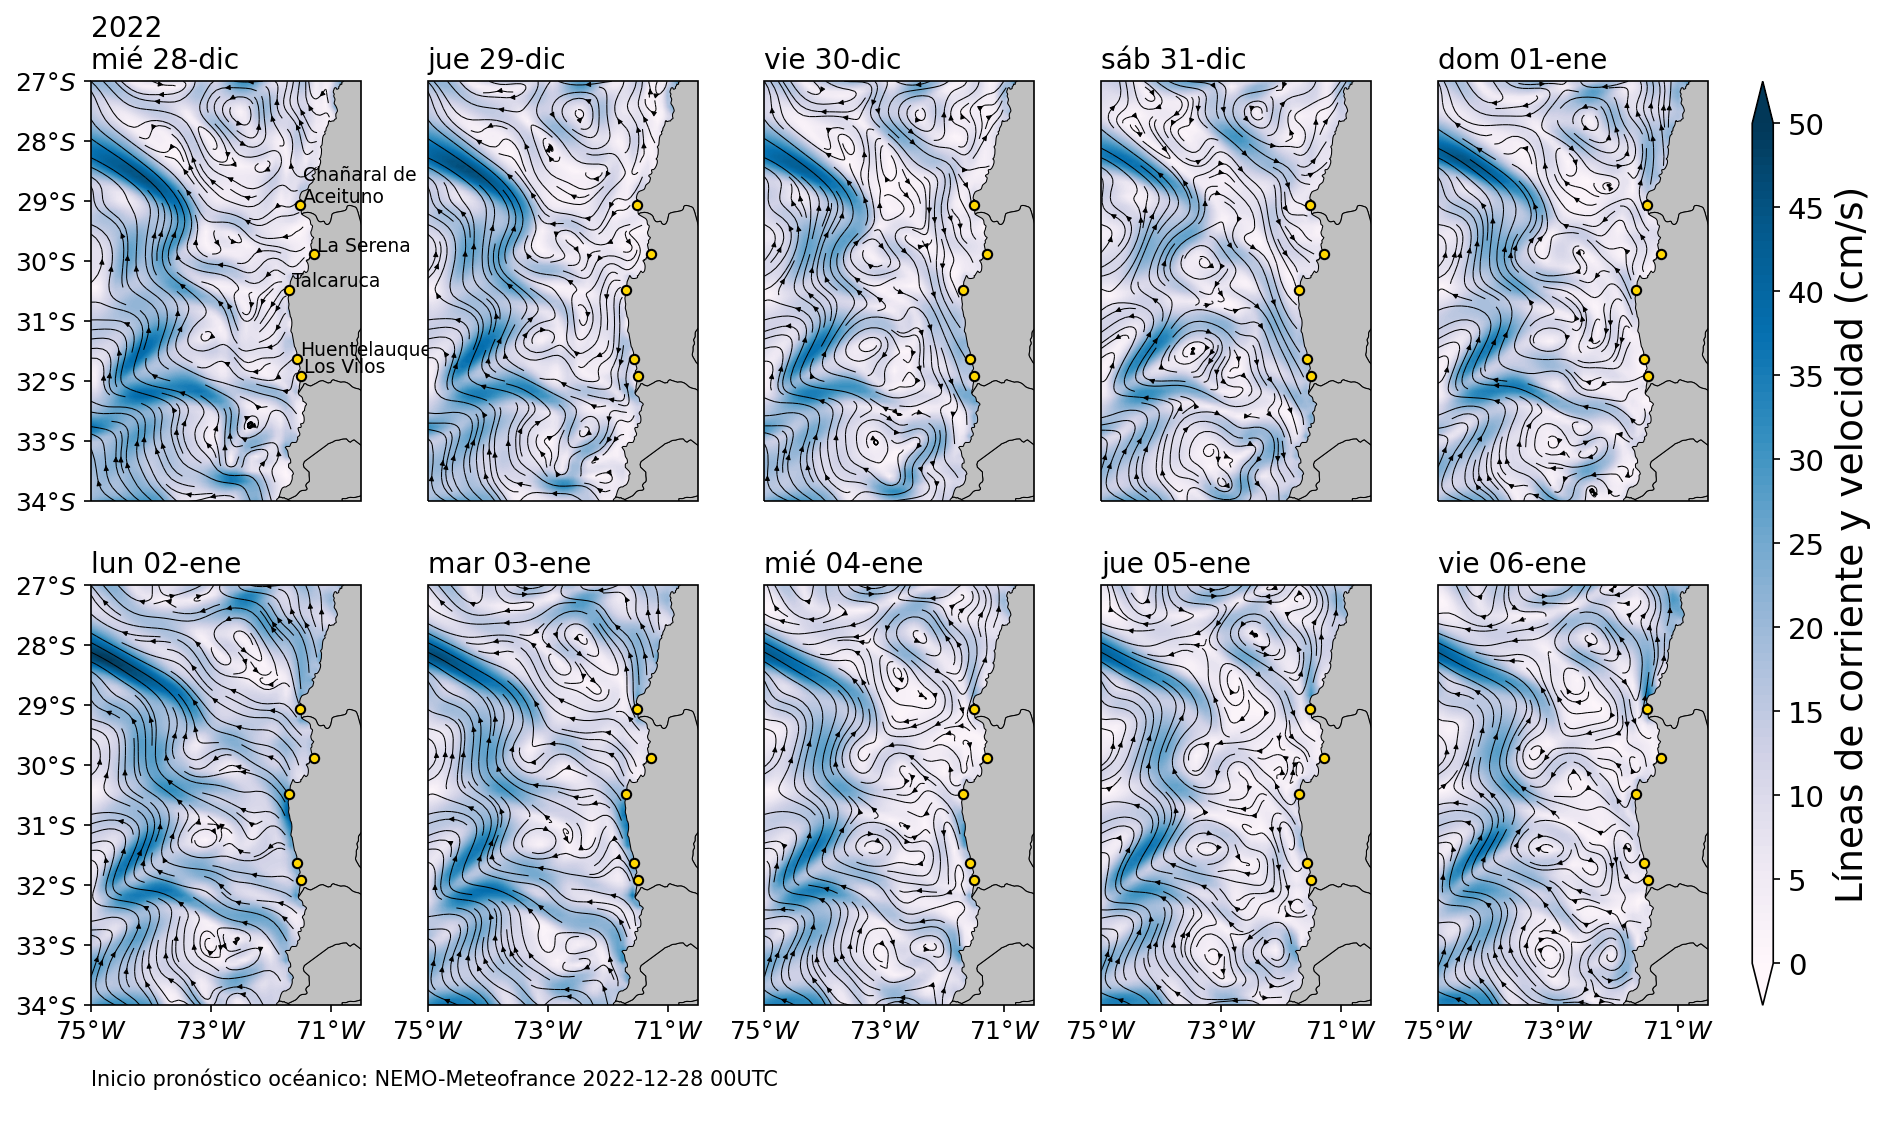 2022
mié 28-dic
jue 29-dic
vie 30-dic
sáb 31-dic
dom 01-ene
27°S
28°S
29°S
30°S
31°S
32°S
33°S
34°S
Chañaral de
Aceituno
La Serena
Talcaruca
Huentelauque
Los Vilos
lun 02-ene
mar 03-ene
mié 04-ene
jue 05-ene
vie 06-ene
27°S
28°S
29°S
30°S
31°S
32°S
33°S
34°S
75°W 73°W 71°W
75°W 73°W 71°W
75°W 73°W 71°W
75°W 73°W 71°W
75°W 73°W 71°W
50
45
40
35
30
25
20
15
10
5
0
Líneas de corriente y velocidad (cm/s)
Inicio pronóstico océanico: NEMO-Meteofrance 2022-12-28 00UTC